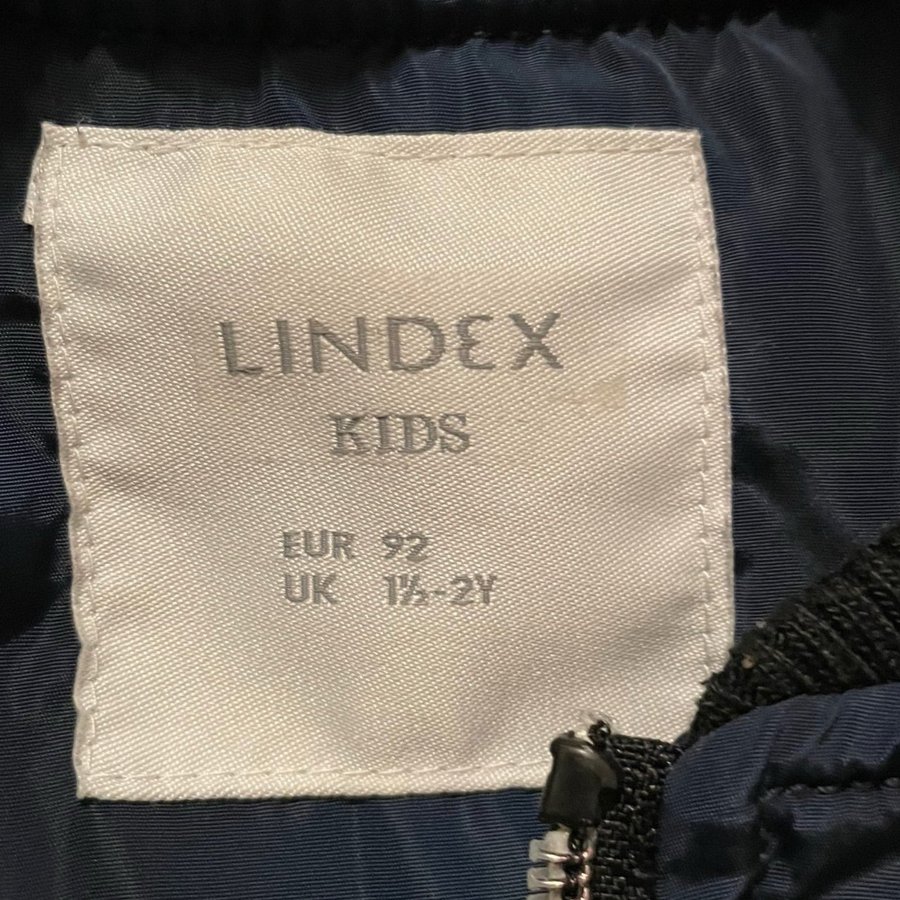 LINDEX
KIDS
EUR 92
UK 1½-2Y